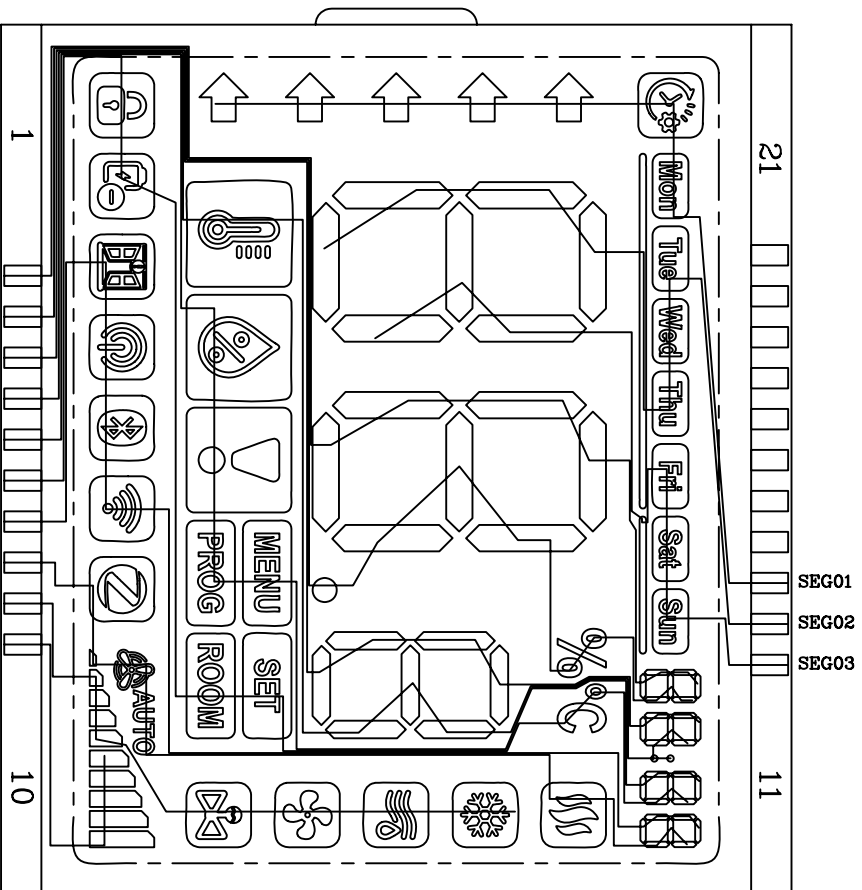 1
21
Mon
Tue
Wed
Thu
Fri
Sat
Sun
PROG
MENU
ROOM
SET
AUTO
%
°C
SEG01
SEG02
SEG03
10
11